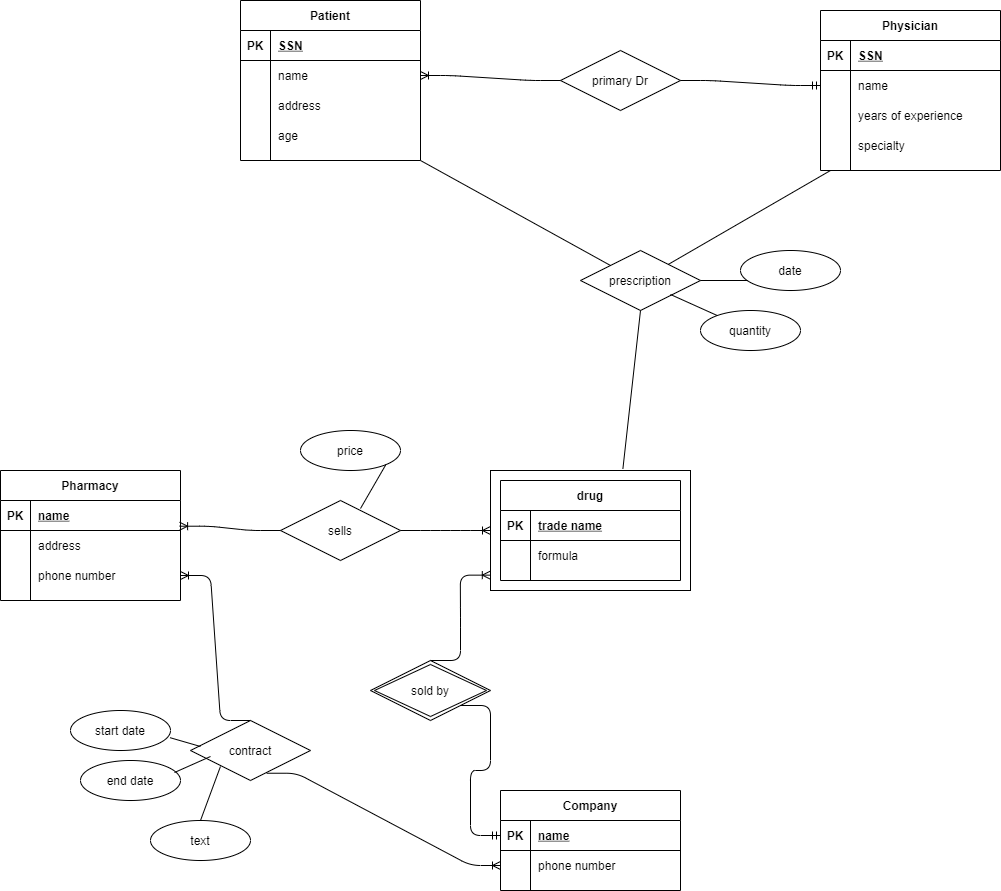 Patient
PK SSN
name
address
age
primary Dr
Physician
PK SSN
name
years of experience
specialty
prescription
date
quantity
price
Pharmacy
PK name
address
phone number
sells
drug
PK trade name
formula
sold by
start date
end date
text
contract
Company
PK name
phone number